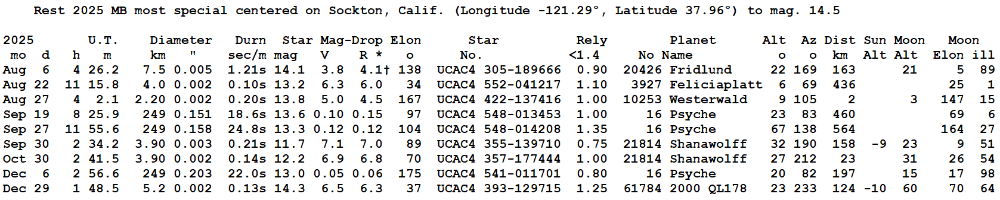 Rest 2025 MB most special centered on Sockton, Calif. (Longitude -121.29°, Latitude 37.96°) to mag. 14.5
2025 U.T. Diameter Durn Star Mag-Drop Elon Star Rely Planet Alt Az Dist Sun Moon Moon
mo d h m km " sec/m mag V R * o No. <1.4 No Name o o km Alt Alt Elon ill
Aug 6 4 26.2 7.5 0.005 1.21s 14.1 3.8 4.1† 138 UCAC4 305-189666 0.90 20426 Fridlund 22 169 163 21 5 89
Aug 22 11 15.8 4.0 0.002 0.10s 13.2 6.3 6.0 34 UCAC4 552-041217 1.10 3927 Feliciaplatt 6 69 436 25 1
Aug 27 4 2.1 2.20 0.002 0.20s 13.8 5.0 4.5 167 UCAC4 422-137416 1.00 10253 Westerwald 9 105 2 3 147 15
Sep 19 8 25.9 249 0.151 18.6s 13.6 0.10 0.15 97 UCAC4 548-013453 1.00 16 Psyche 23 83 460 69 6
Sep 27 11 55.6 249 0.158 24.8s 13.3 0.12 0.12 104 UCAC4 548-014208 1.35 16 Psyche 67 138 564 164 27
Sep 30 2 34.2 3.90 0.003 0.21s 11.7 7.1 7.0 89 UCAC4 355-139710 0.75 21814 Shanawolff 32 190 158 -9 23 9 51
Oct 30 2 41.5 3.90 0.002 0.14s 12.2 6.9 6.8 70 UCAC4 357-177444 1.00 21814 Shanawolff 27 212 23 31 26 54
Dec 6 2 56.6 249 0.203 22.0s 13.0 0.05 0.06 175 UCAC4 541-011701 0.80 16 Psyche 20 82 197 15 17 98
Dec 29 1 48.5 5.2 0.002 0.13s 14.3 6.5 6.3 37 UCAC4 393-129715 1.25 61784 2000 QL178 23 233 124 -10 60 70 64